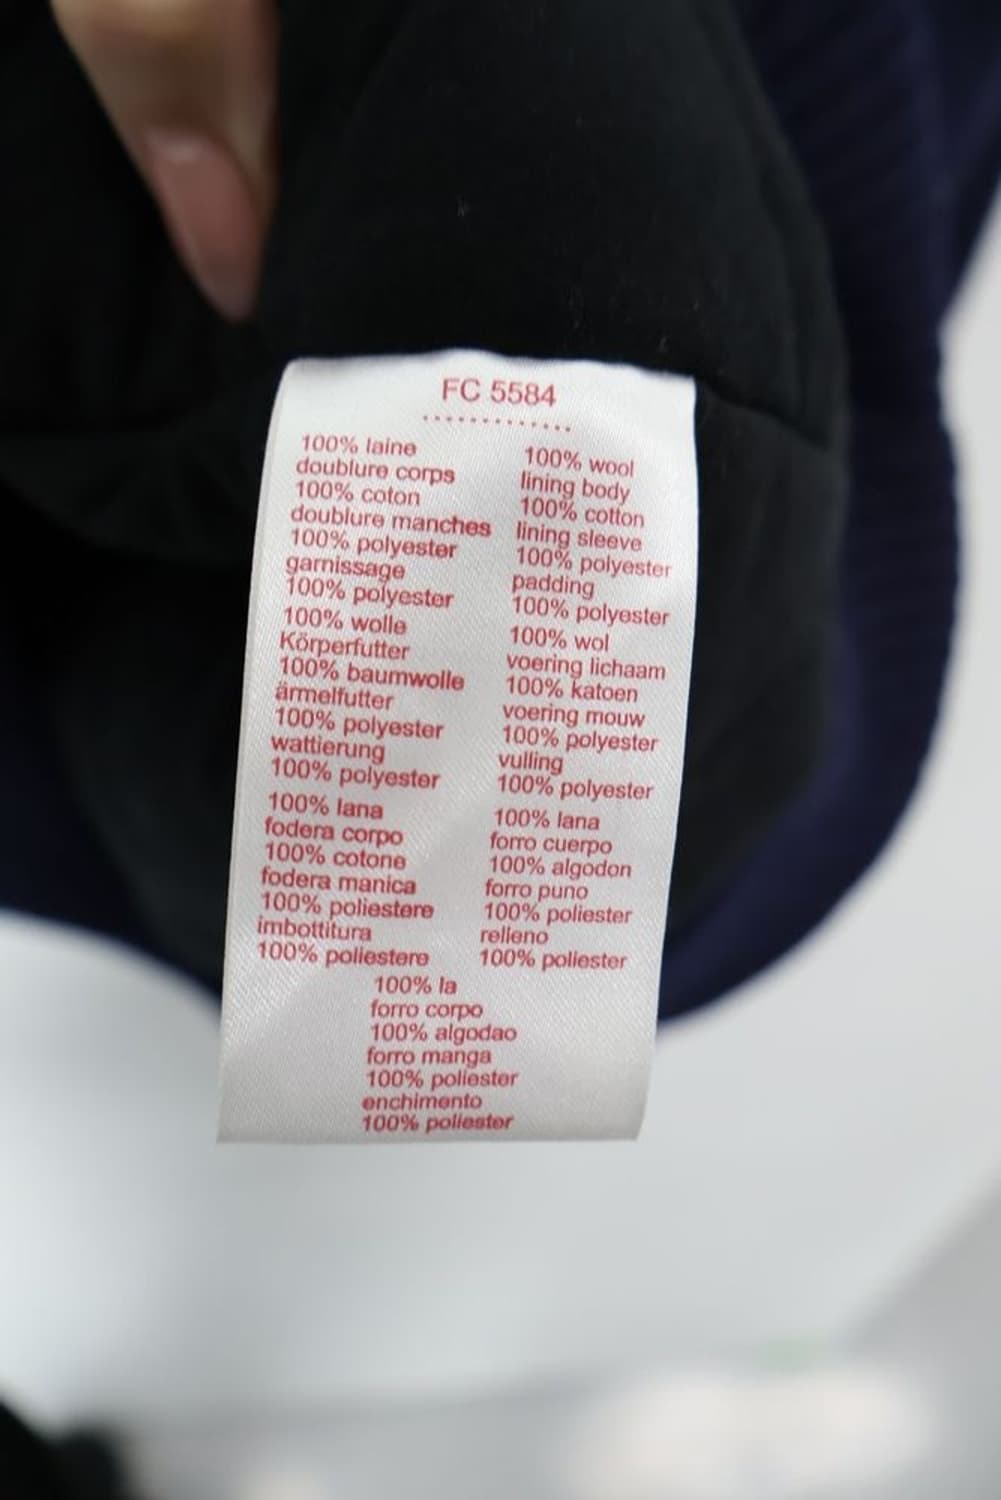 FC 5584
100% laine
doublure corps
100% coton
doublure manches
100% polyester
garnissage
100% polyester
100% wool
lining body
100% cotton
lining sleeve
100% polyester
padding
100% polyester
100% wolle
Körperfutter
100% baumwolle
ärmelfutter
100% polyester
wattierung
100% polyester
100% wol
voering lichaam
100% katoen
voering mouw
100% polyester
vulling
100% polyester
100% lana
fodera corpo
100% cotone
fodera manica
100% poliestere
imbottitura
100% poliestere
100% lana
forro cuerpo
100% algodon
forro puno
100% poliester
relleno
100% poliester
100% la
forro corpo
100% algodao
forro manga
100% poliester
enchimento
100% poliester